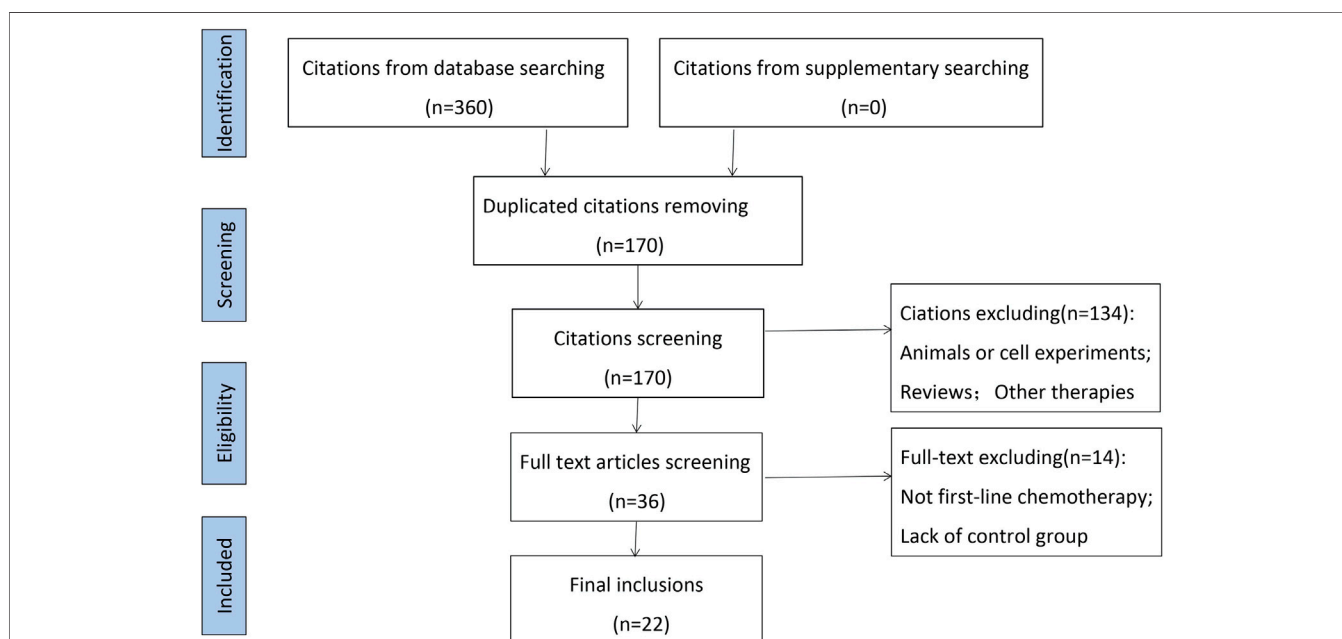 Identification
Citations from database searching
(n=360)
Citations from supplementary searching
(n=0)
Screening
Duplicated citations removing
(n=170)
Citations screening
(n=170)
Ciations excluding(n=134):
Animals or cell experiments;
Reviews；Other therapies
Eligibility
Full text articles screening
(n=36)
Full-text excluding(n=14):
Not first-line chemotherapy;
Lack of control group
Included
Final inclusions
(n=22)